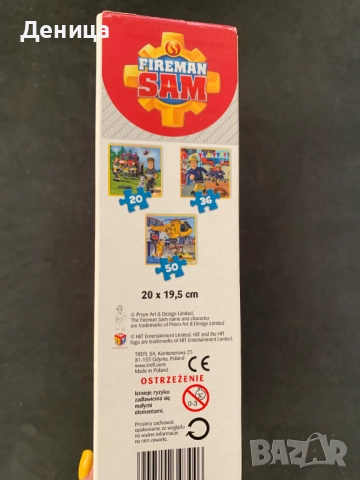 Деница
FIREMAN
SAM
20
36
50
20 x 19,5 cm
© Prism Art & Design Limited.
The Fireman Sam name and character
are trademarks of Prism Art & Design Limited.
© HIT Entertainment Limited. HIT and the HIT
logo are trademarks of HIT Entertainment Limited.
TREFL SA, Kontenerowa 25
81-155 Gdynia, Poland
www.trefl.com
Made in Poland
OSTRZEŻENIE
Istnieje ryzyko
zadławienia się
małymi
elementami.
0-3
Prosimy zachować
opakowanie ze względu
na ważne informacje
na nim zawarte.
bazar